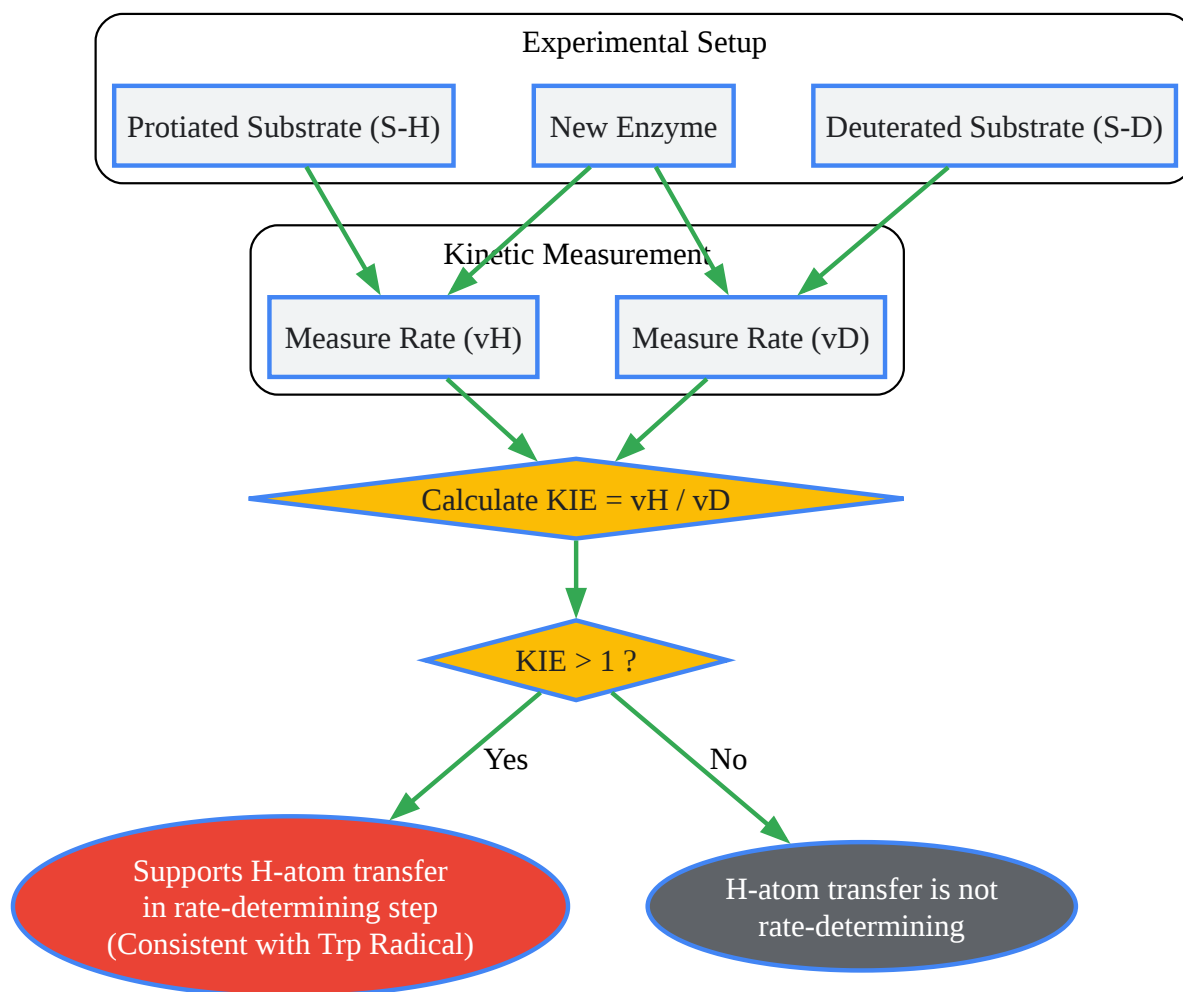 Experimental Setup
Protiated Substrate (S-H)
New Enzyme
Deuterated Substrate (S-D)
Kinetic Measurement
Measure Rate (vH)
Measure Rate (vD)
Calculate KIE = vH / vD
KIE > 1 ?
Yes
No
Supports H-atom transfer
in rate-determining step
(Consistent with Trp Radical)
H-atom transfer is not
rate-determining